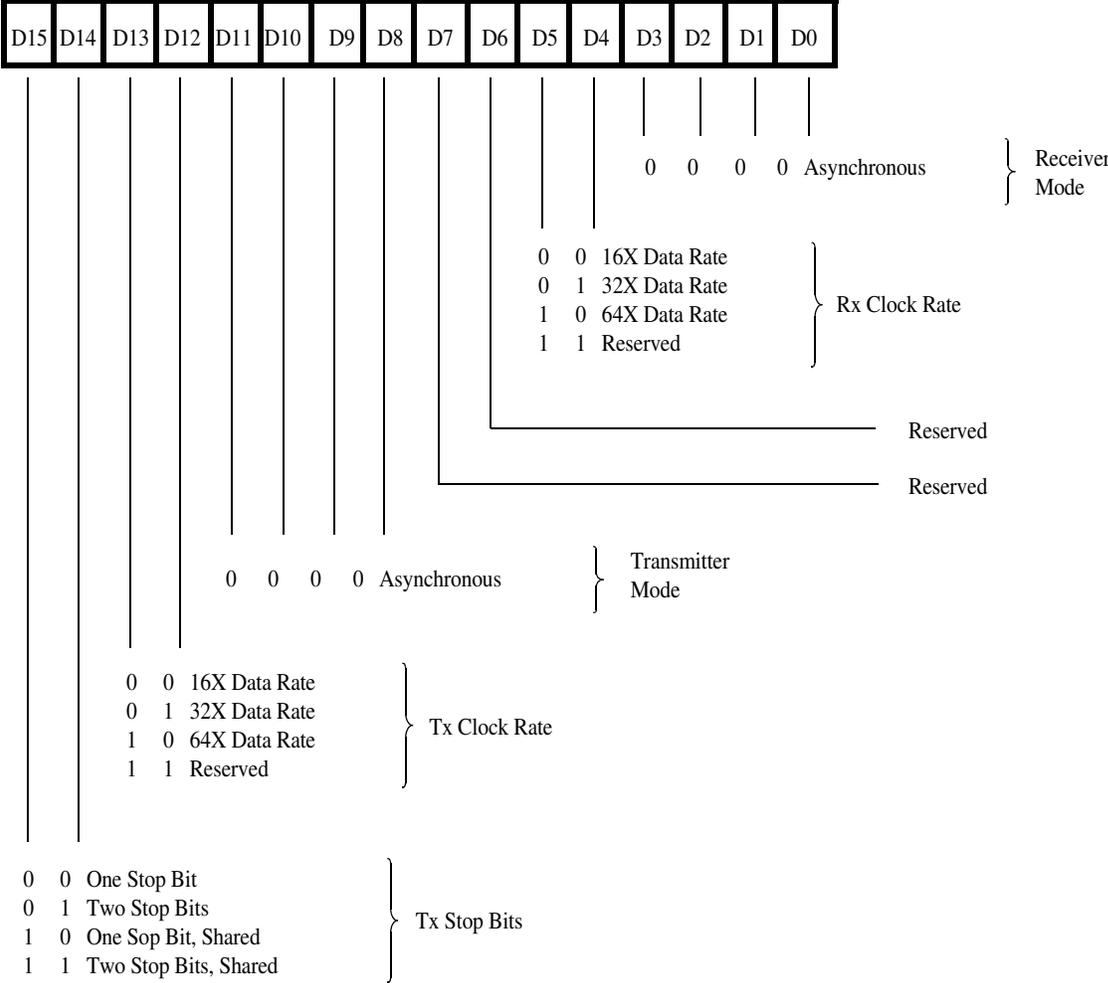 D15 D14 D13 D12 D11 D10 D9 D8 D7 D6 D5 D4 D3 D2 D1 D0
0 0 0 0 Asynchronous
Receiver
Mode
0 0 16X Data Rate
0 1 32X Data Rate
1 0 64X Data Rate
1 1 Reserved
Rx Clock Rate
Reserved
Reserved
0 0 0 0 Asynchronous
Transmitter
Mode
0 0 16X Data Rate
0 1 32X Data Rate
1 0 64X Data Rate
1 1 Reserved
Tx Clock Rate
0 0 One Stop Bit
0 1 Two Stop Bits
1 0 One Sop Bit, Shared
1 1 Two Stop Bits, Shared
Tx Stop Bits